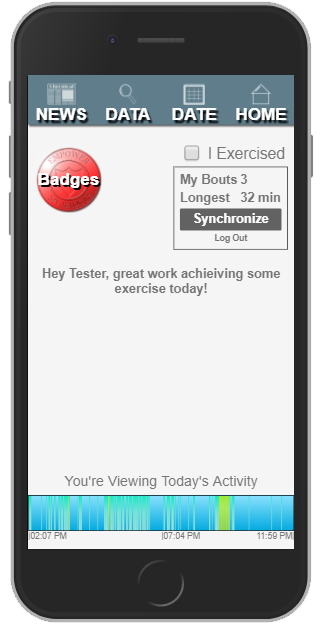 NEWS DATA DATE HOME
Badges
I Exercised
My Bouts 3
Longest 32 min
Synchronize
Log Out
Hey Tester, great work achieiving some
exercise today!
You're Viewing Today's Activity
|02:07 PM |07:04 PM 11:59 PM|